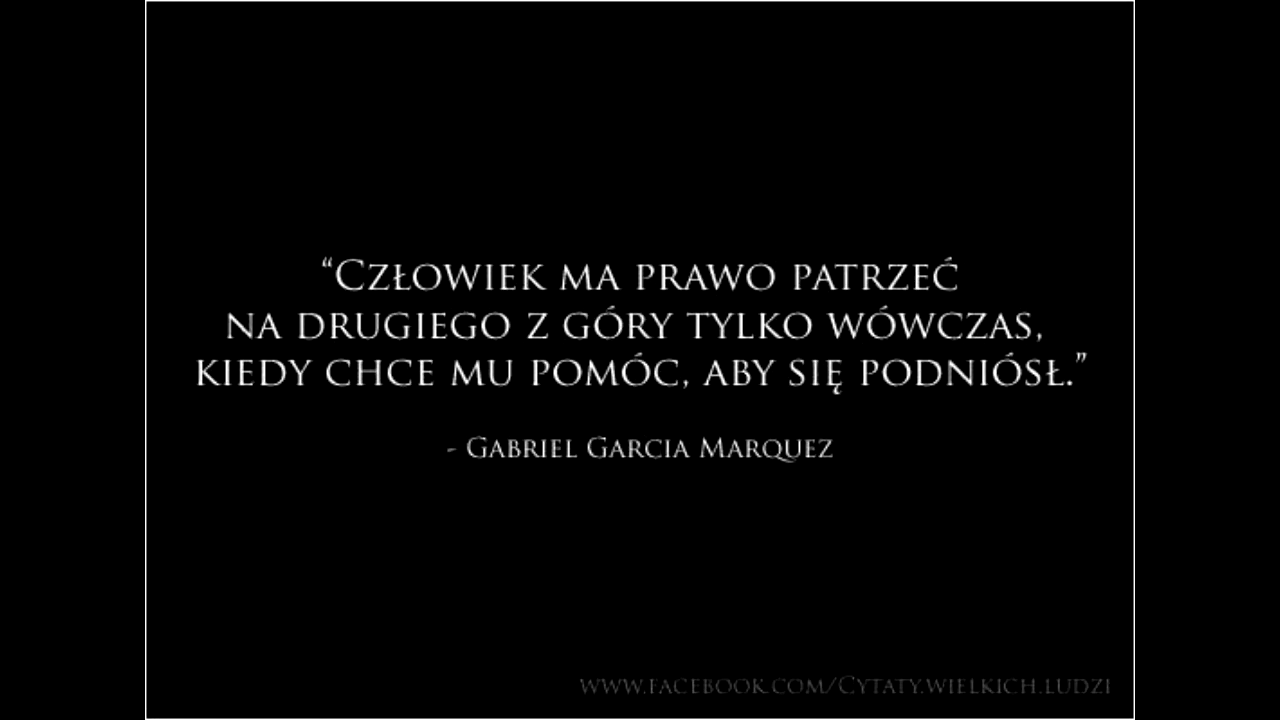 “Człowiek ma prawo patrzeć
na drugiego z góry tylko wówczas,
kiedy chce mu pomóc, aby się podniósł.”
- Gabriel Garcia Marquez
www.facebook.com/Cytaty.wielkich.ludzi